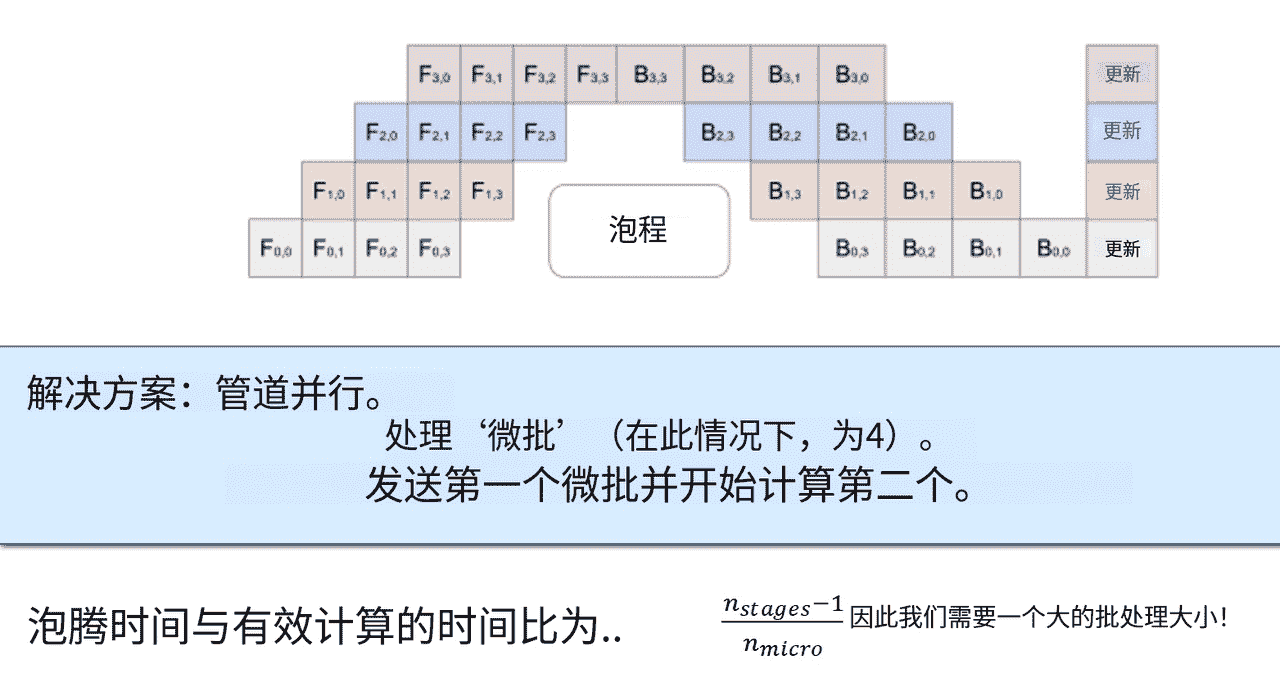 F3,0 F3,1 F3,2 F3,3 B3,3 B3,2 B3,1 B3,0 更新
F2,0 F2,1 F2,2 F2,3 B2,3 B2,2 B2,1 B2,0 更新
F1,0 F1,1 F1,2 F1,3 B1,3 B1,2 B1,1 B1,0 更新
泡程
F0,0 F0,1 F0,2 F0,3 B0,3 B0,2 B0,1 B0,0 更新
解决方案：管道并行。
处理‘微批’（在此情况下，为4）。
发送第一个微批并开始计算第二个。
泡腾时间与有效计算的时间比为..
nstages−1
nmicro
因此我们需要一个大的批处理大小！